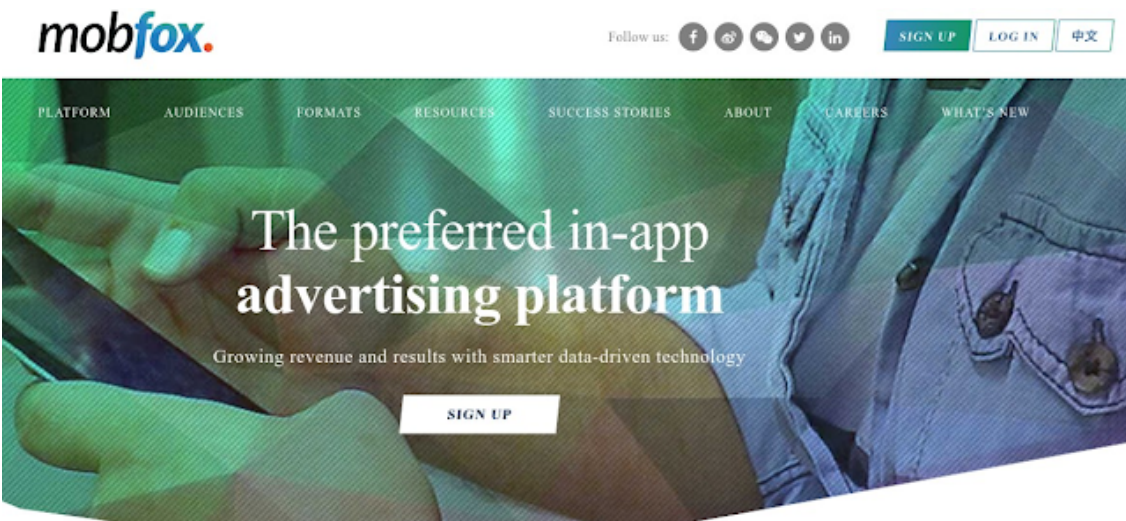 mobfox.
Follow us:
SIGN UP
LOG IN
中文
PLATFORM AUDIENCES FORMATS RESOURCES SUCCESS STORIES ABOUT CAREERS WHAT'S NEW
The preferred in-app
advertising platform
Growing revenue and results with smarter data-driven technology
SIGN UP